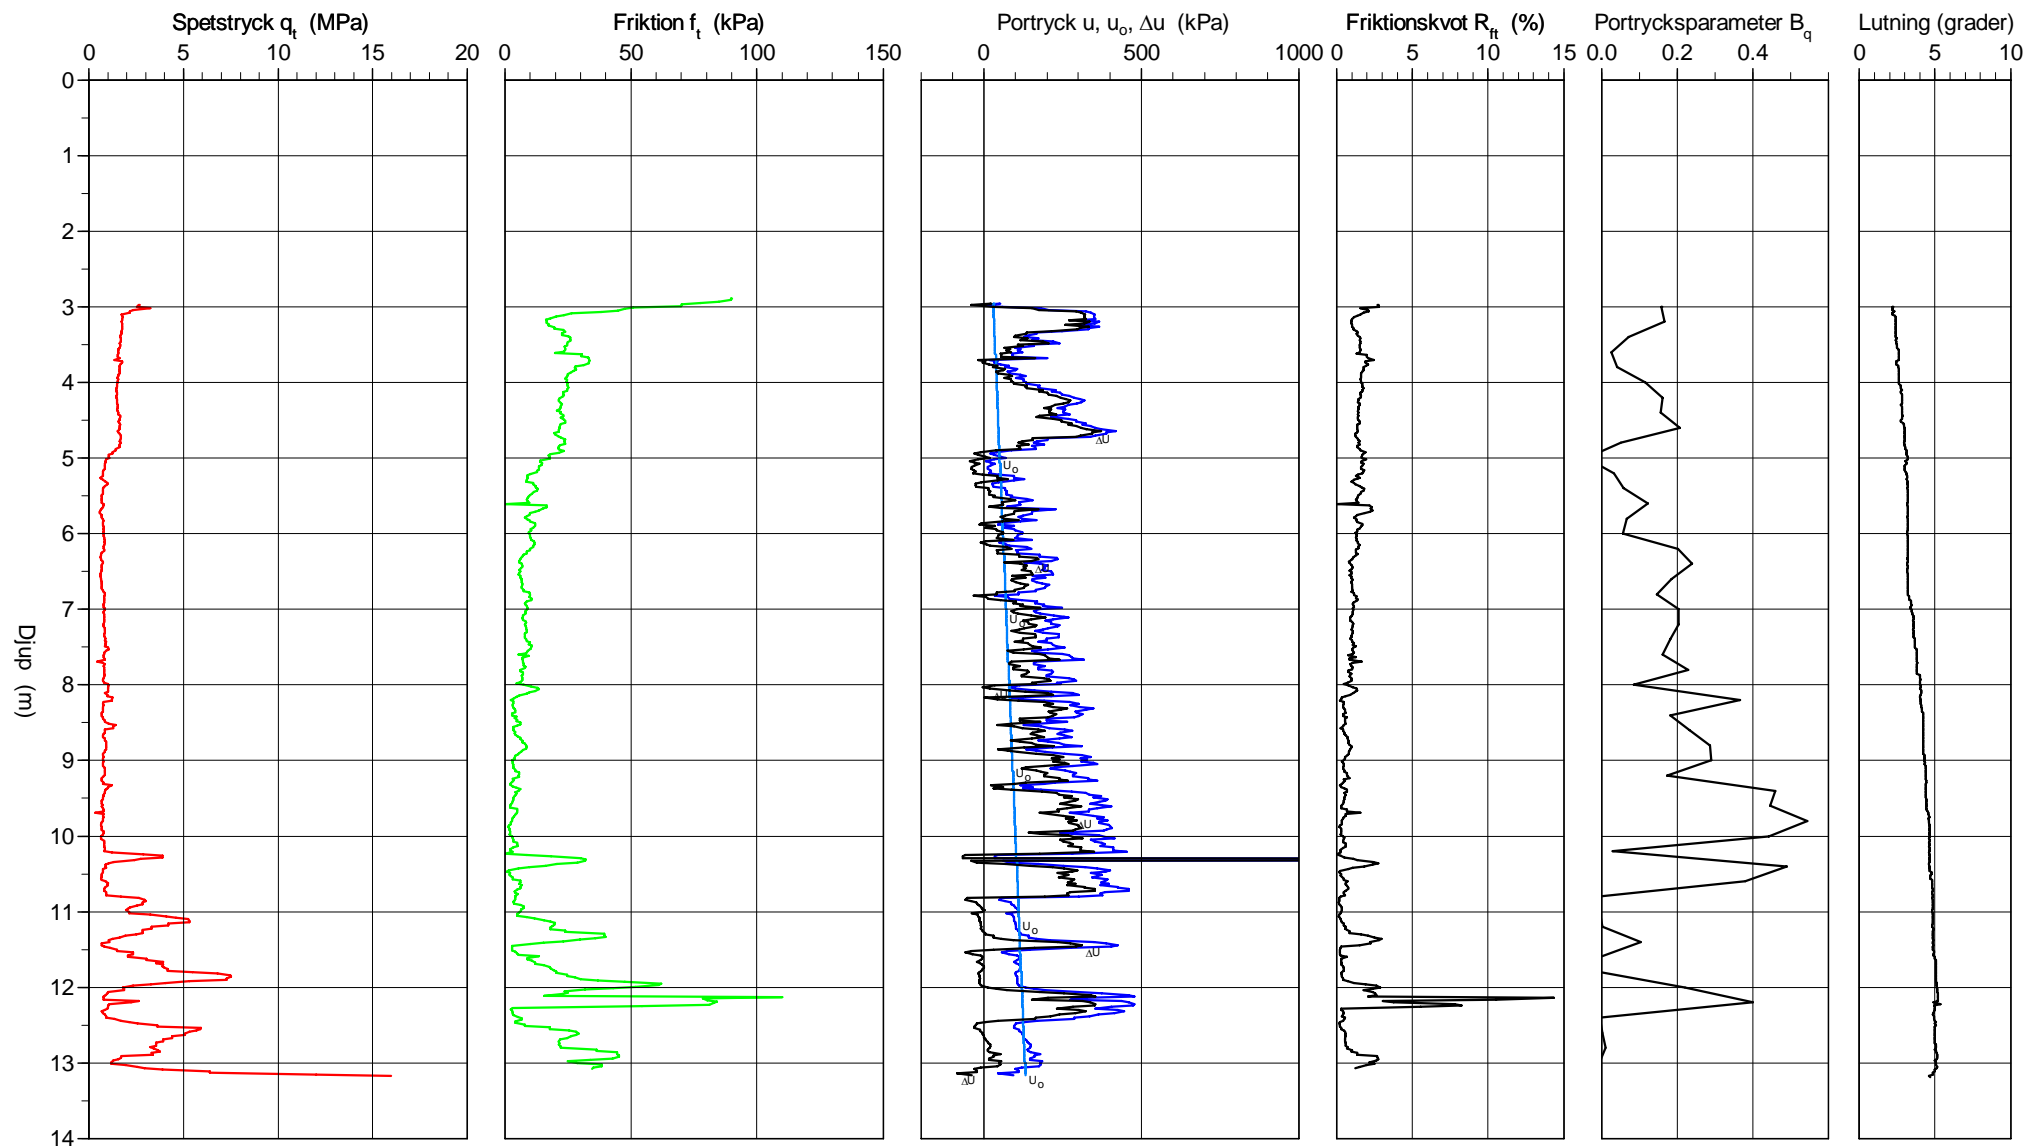 Spetstryck qt (MPa) Friktion ft (kPa) Portryck u, uo, Δu (kPa) Friktionskvot Rft (%) Portrycksparameter Bq Lutning (grader)
0 5 10 15 20 0 50 100 150 0 500 1000 0 5 10 15 0.0 0.2 0.4 0 5 10
0
1
2
3
4
ΔU
5 Uo
6
ΔU
7
Uo
Djup (m)
8
ΔU
9
Uo
ΔU
10
11
Uo
ΔU
12
13
ΔU Uo
14